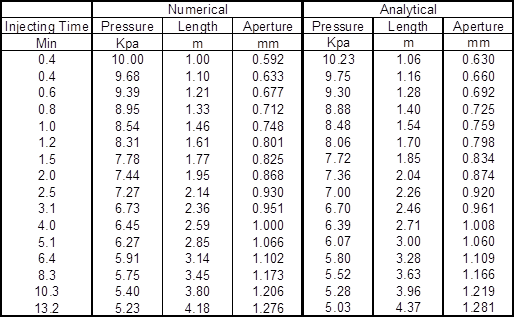 Numerical Analytical
Injecting Time Pressure Length Aperture Pressure Length Aperture
Min Kpa m mm Kpa m mm
0.4 10.00 1.00 0.592 10.23 1.06 0.630
0.4 9.68 1.10 0.633 9.75 1.16 0.660
0.6 9.39 1.21 0.677 9.30 1.28 0.692
0.8 8.95 1.33 0.712 8.88 1.40 0.725
1.0 8.54 1.46 0.748 8.48 1.54 0.759
1.2 8.31 1.61 0.801 8.06 1.70 0.798
1.5 7.78 1.77 0.825 7.72 1.85 0.834
2.0 7.44 1.95 0.868 7.36 2.04 0.874
2.5 7.27 2.14 0.930 7.00 2.26 0.920
3.1 6.73 2.36 0.951 6.70 2.46 0.961
4.0 6.45 2.59 1.000 6.39 2.71 1.008
5.1 6.27 2.85 1.066 6.07 3.00 1.060
6.4 5.91 3.14 1.102 5.80 3.28 1.109
8.3 5.75 3.45 1.173 5.52 3.63 1.166
10.3 5.40 3.80 1.206 5.28 3.96 1.219
13.2 5.23 4.18 1.276 5.03 4.37 1.281